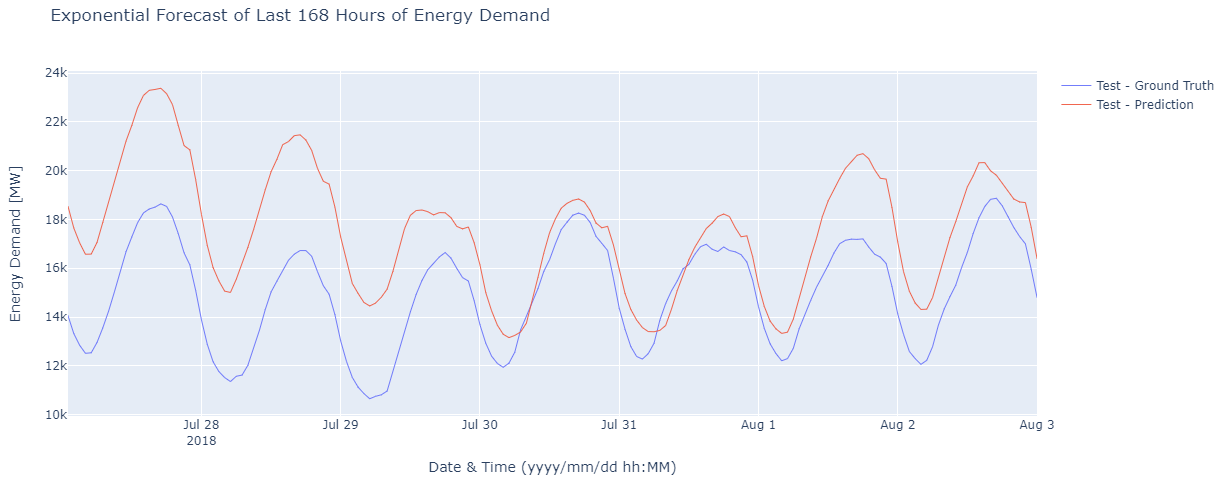 Exponential Forecast of Last 168 Hours of Energy Demand
24k
22k
20k
18k
16k
14k
12k
10k
Energy Demand [MW]
Jul 28
2018
Jul 29
Jul 30
Jul 31
Aug 1
Aug 2
Aug 3
Date & Time (yyyy/mm/dd hh:MM)
Test - Ground Truth
Test - Prediction